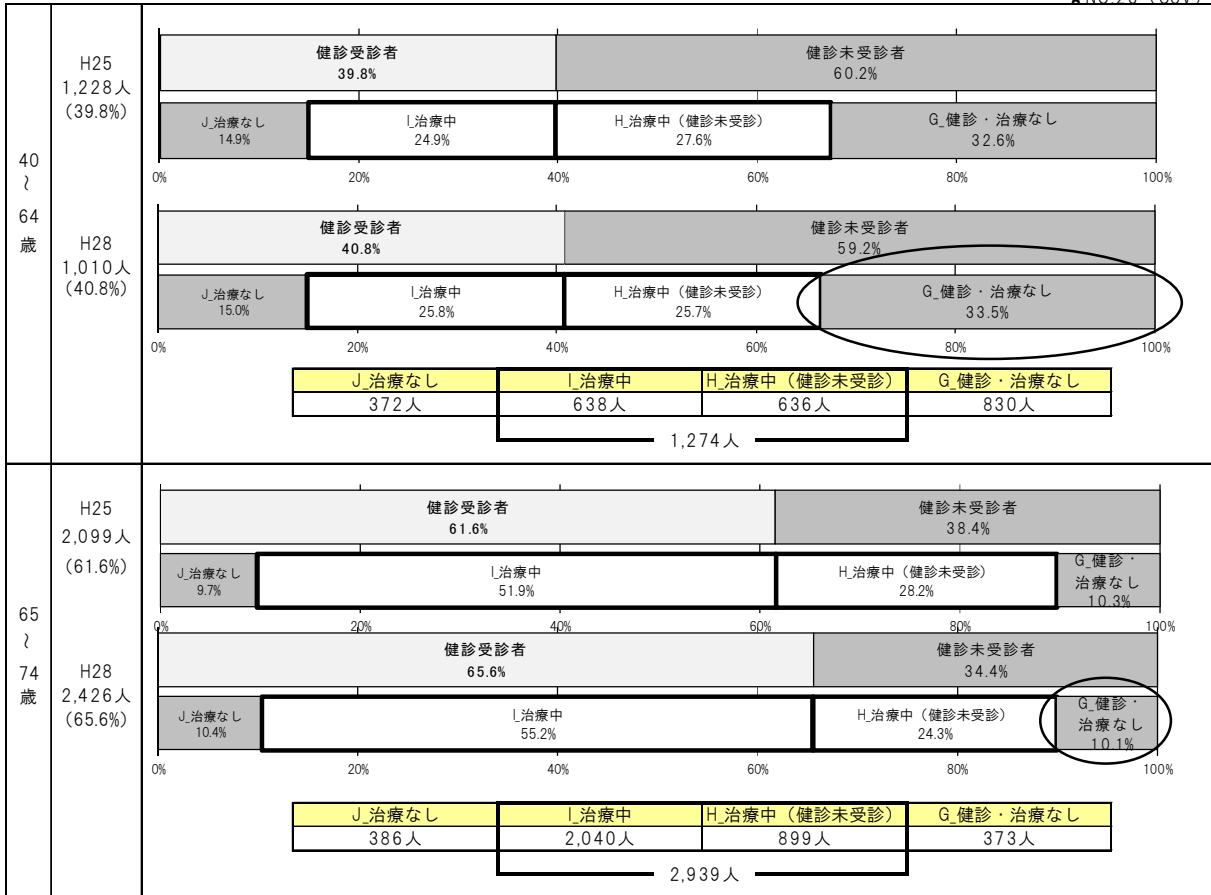 40
～
64
歳
H25
1,228人
(39.8%)
健診受診者
39.8%
健診未受診者
60.2%
J_治療なし
14.9%
I_治療中
24.9%
H_治療中（健診未受診）
27.6%
G_健診・治療なし
32.6%
0% 20% 40% 60% 80% 100%
H28
1,010人
(40.8%)
健診受診者
40.8%
健診未受診者
59.2%
J_治療なし
15.0%
I_治療中
25.8%
H_治療中（健診未受診）
25.7%
G_健診・治療なし
33.5%
0% 20% 40% 60% 80% 100%
J_治療なし I_治療中 H_治療中（健診未受診） G_健診・治療なし
372人 638人 636人 830人
1,274人
65
～
74
歳
H25
2,099人
(61.6%)
健診受診者
61.6%
健診未受診者
38.4%
J_治療なし
9.7%
I_治療中
51.9%
H_治療中（健診未受診）
28.2%
G_健診・
治療なし
10.3%
0% 20% 40% 60% 80% 100%
H28
2,426人
(65.6%)
健診受診者
65.6%
健診未受診者
34.4%
J_治療なし
10.4%
I_治療中
55.2%
H_治療中（健診未受診）
24.3%
G_健診・
治療なし
10.1%
0% 20% 40% 60% 80% 100%
J_治療なし I_治療中 H_治療中（健診未受診） G_健診・治療なし
386人 2,040人 899人 373人
2,939人